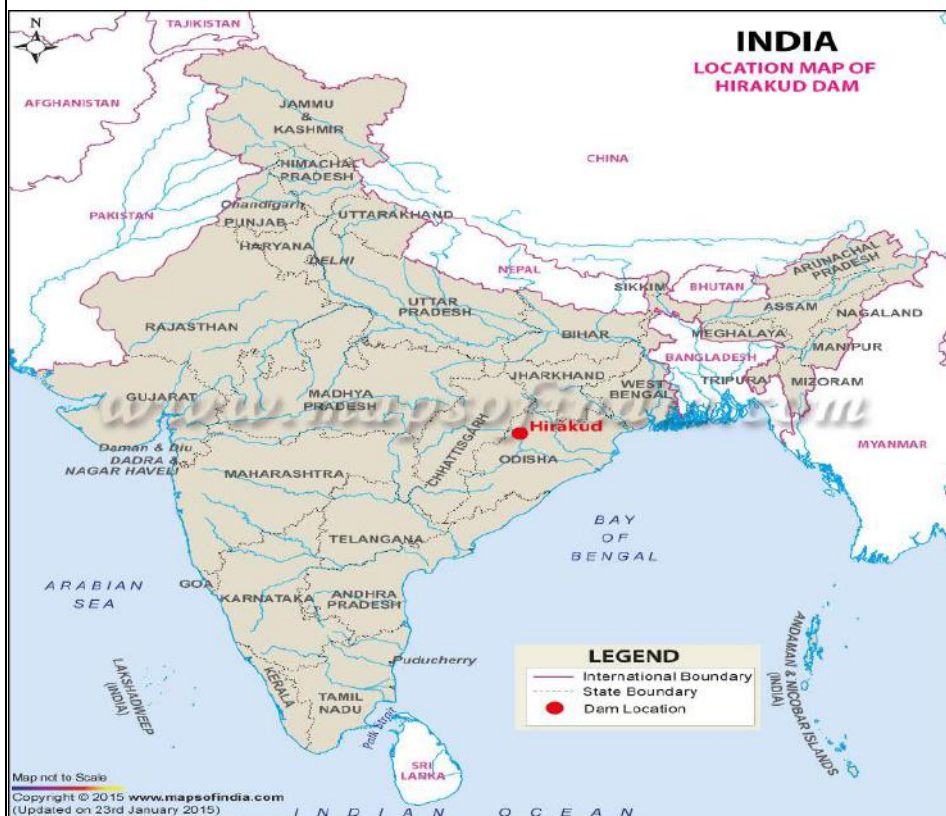 N
INDIA
LOCATION MAP OF
HIRAKUD DAM
TAJIKISTAN
AFGHANISTAN
JAMMU
&
KASHMIR
CHINA
HIMACHAL
PRADESH
PAKISTAN
Chandigarh
PUNJAB
UTTARAKHAND
HARYANA
DELHI
NEPAL
SIKKIM
BHUTAN
ARUNACHAL
PRADESH
UTTAR
PRADESH
ASSAM
NAGALAND
RAJASTHAN
BIHAR
MEGHALAYA
MANIPUR
BANGLADESH
JHARKHAND
WEST
BENGAL
TRIPURA
MIZORAM
GUJARAT
MADHYA
PRADESH
www.mapsofindia.com
Hirakud
CHHATTISGARH
ODISHA
MYANMAR
Daman & Diu
DADRA &
NAGAR HAVELI
MAHARASHTRA
BAY
OF
BENGAL
TELANGANA
ARABIAN
SEA
GOA
KARNATAKA
ANDHRA
PRADESH
Puducherry
LAKSHADWEEP
(INDIA)
KERALA
TAMIL
NADU
Palk Strait
SRI
LANKA
ANDAMAN & NICOBAR ISLANDS
(INDIA)
LEGEND
International Boundary
State Boundary
Dam Location
Map not to Scale
Copyright © 2015 www.mapsofindia.com
(Updated on 23rd January 2015)
INDIAN OCEAN